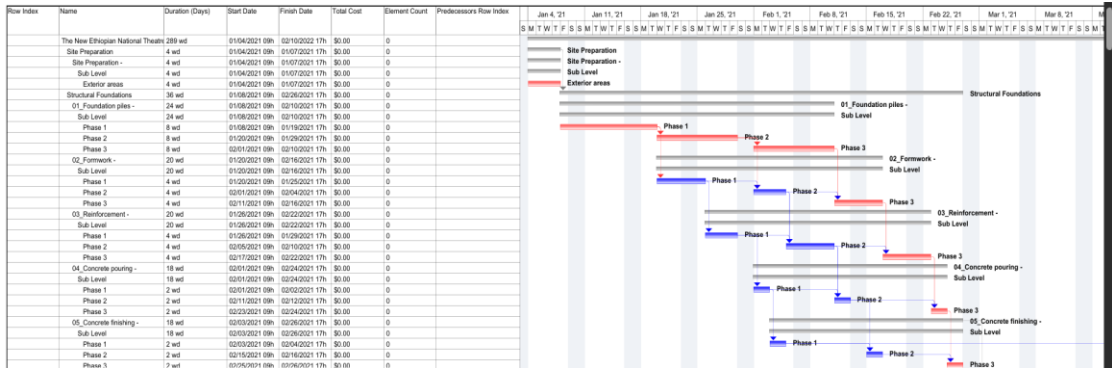 Row Index Name Duration (Days) Start Date Finish Date Total Cost Element Count Predecessors Row Index
Jan 4, '21 Jan 11, '21 Jan 18, '21 Jan 25, '21 Feb 1, '21 Feb 8, '21 Feb 15, '21 Feb 22, '21 Mar 1, '21 Mar 8, '21 M
S M T W T F S S M T W T F S S M T W T F S S M T W T F S S M T W T F S S M T W T F S S M T W T F S S M T W T F S S M T W T F S S M T W T F S S M T
The New Ethiopian National Theatre 289 wd 01/04/2021 09h 02/10/2022 17h $0.00 0
Site Preparation 4 wd 01/04/2021 09h 01/07/2021 17h $0.00 0 Site Preparation
Site Preparation - 4 wd 01/04/2021 09h 01/07/2021 17h $0.00 0 Site Preparation -
Sub Level 4 wd 01/04/2021 09h 01/07/2021 17h $0.00 0 Sub Level
Exterior areas 4 wd 01/04/2021 09h 01/07/2021 17h $0.00 0 Exterior areas
Structural Foundations 36 wd 01/08/2021 09h 02/26/2021 17h $0.00 0 Structural Foundations
01_Foundation piles - 24 wd 01/08/2021 09h 02/10/2021 17h $0.00 0 01_Foundation piles -
Sub Level 24 wd 01/08/2021 09h 02/10/2021 17h $0.00 0 Sub Level
Phase 1 8 wd 01/08/2021 09h 01/19/2021 17h $0.00 0 Phase 1
Phase 2 8 wd 01/20/2021 09h 01/29/2021 17h $0.00 0 Phase 2
Phase 3 8 wd 02/01/2021 09h 02/10/2021 17h $0.00 0 Phase 3
02_Formwork - 20 wd 01/20/2021 09h 02/16/2021 17h $0.00 0 02_Formwork -
Sub Level 20 wd 01/20/2021 09h 02/16/2021 17h $0.00 0 Sub Level
Phase 1 4 wd 01/20/2021 09h 01/25/2021 17h $0.00 0 Phase 1
Phase 2 4 wd 02/01/2021 09h 02/04/2021 17h $0.00 0 Phase 2
Phase 3 4 wd 02/11/2021 09h 02/16/2021 17h $0.00 0 Phase 3
03_Reinforcement - 20 wd 01/26/2021 09h 02/22/2021 17h $0.00 0 03_Reinforcement -
Sub Level 20 wd 01/26/2021 09h 02/22/2021 17h $0.00 0 Sub Level
Phase 1 4 wd 01/26/2021 09h 01/29/2021 17h $0.00 0 Phase 1
Phase 2 4 wd 02/05/2021 09h 02/10/2021 17h $0.00 0 Phase 2
Phase 3 4 wd 02/17/2021 09h 02/22/2021 17h $0.00 0 Phase 3
04_Concrete pouring - 18 wd 02/01/2021 09h 02/24/2021 17h $0.00 0 04_Concrete pouring -
Sub Level 18 wd 02/01/2021 09h 02/24/2021 17h $0.00 0 Sub Level
Phase 1 2 wd 02/01/2021 09h 02/02/2021 17h $0.00 0 Phase 1
Phase 2 2 wd 02/11/2021 09h 02/12/2021 17h $0.00 0 Phase 2
Phase 3 2 wd 02/23/2021 09h 02/24/2021 17h $0.00 0 Phase 3
05_Concrete finishing - 18 wd 02/03/2021 09h 02/26/2021 17h $0.00 0 05_Concrete finishing -
Sub Level 18 wd 02/03/2021 09h 02/26/2021 17h $0.00 0 Sub Level
Phase 1 2 wd 02/03/2021 09h 02/04/2021 17h $0.00 0 Phase 1
Phase 2 2 wd 02/15/2021 09h 02/16/2021 17h $0.00 0 Phase 2
Phase 3 2 wd 02/25/2021 09h 02/26/2021 17h $0.00 0 Phase 3